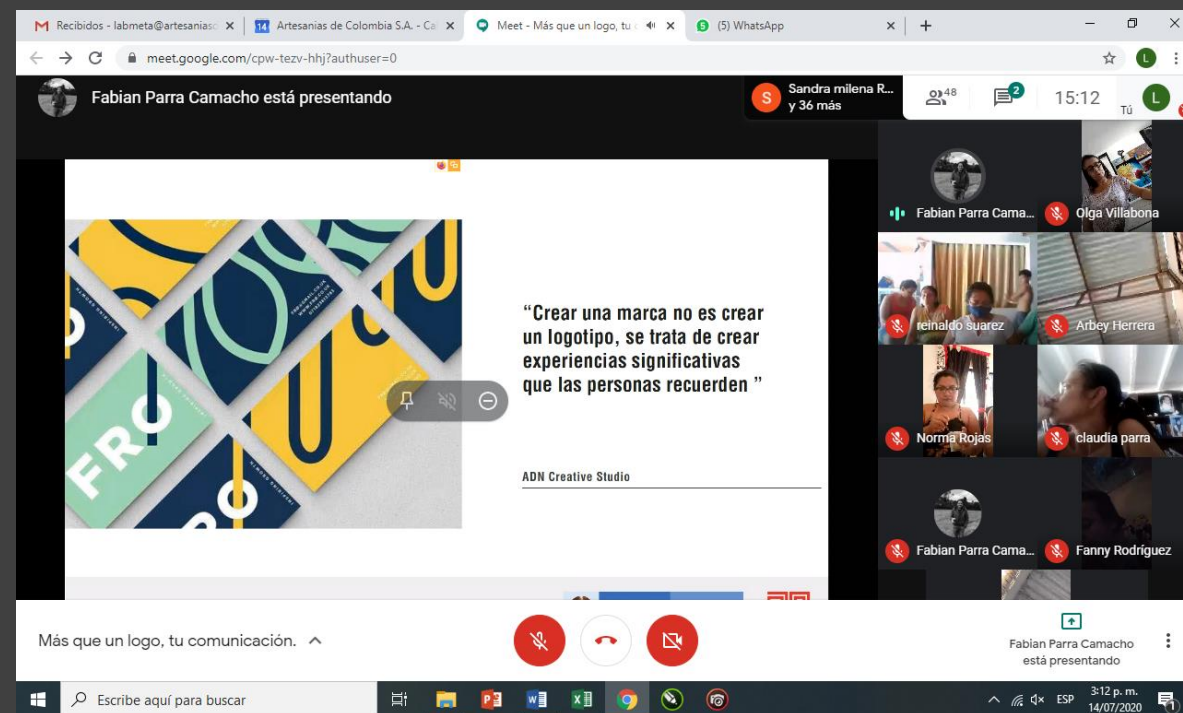 Recibidos - labmeta@artesanias
14
Artesanias de Colombia S.A. - Ca
Meet - Más que un logo, tu c
(5) WhatsApp
meet.google.com/cpw-tezv-hhj?authuser=0
L
Fabian Parra Camacho está presentando
S
Sandra milena R...
y 36 más
48
2
15:12
Tú
L
Fabian Parra Cama...
Olga Villabona
reinaldo suarez
Arbey Herrera
Norma Rojas
claudia parra
Fabian Parra Cama...
Fanny Rodríguez
FRO
FRO
“Crear una marca no es crear
un logotipo, se trata de crear
experiencias significativas
que las personas recuerden ”
ADN Creative Studio
Más que un logo, tu comunicación.
Fabian Parra Camacho
está presentando
Escribe aquí para buscar
ESP
3:12 p. m.
14/07/2020
1